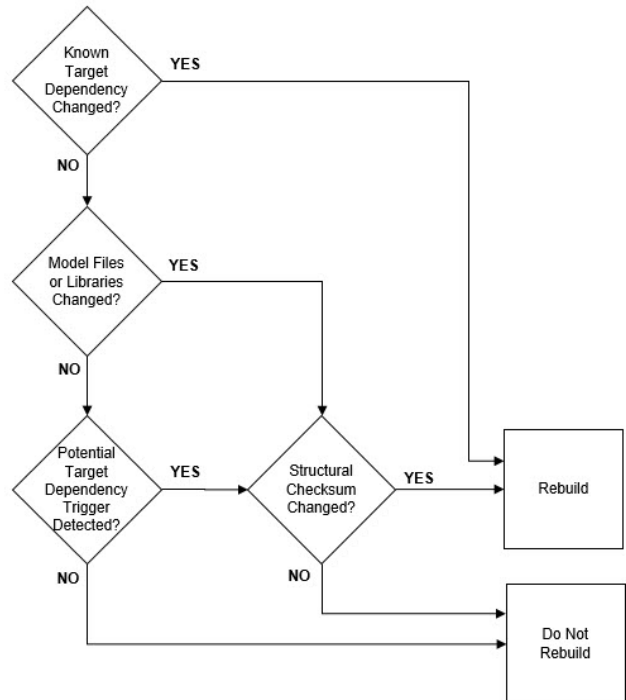 Known
Target
Dependency
Changed?
YES
NO
Model Files
or Libraries
Changed?
YES
NO
Potential
Target
Dependency
Trigger
Detected?
YES
NO
Structural
Checksum
Changed?
YES
NO
Rebuild
Do Not
Rebuild